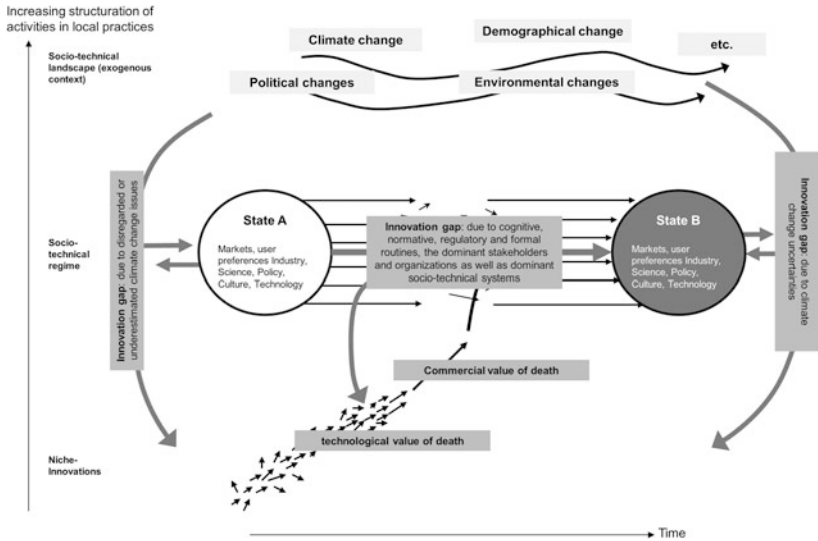 Increasing structuration of
activities in local practices
Socio-technical
landscape (exogenous
context)
Climate change
Demographical change
etc.
Political changes
Environmental changes
Innovation gap: due to disregarded or
underestimated climate change issues
Socio-
technical
regime
State A
Markets, user
preferences Industry,
Science, Policy,
Culture, Technology
Innovation gap: due to cognitive,
normative, regulatory and formal
routines, the dominant stakeholders
and organizations as well as dominant
socio-technical systems
State B
Markets, user
preferences Industry,
Science, Policy,
Culture, Technology
Innovation gap: due to climate
change uncertainties
Commercial value of death
technological value of death
Niche-
Innovations
Time